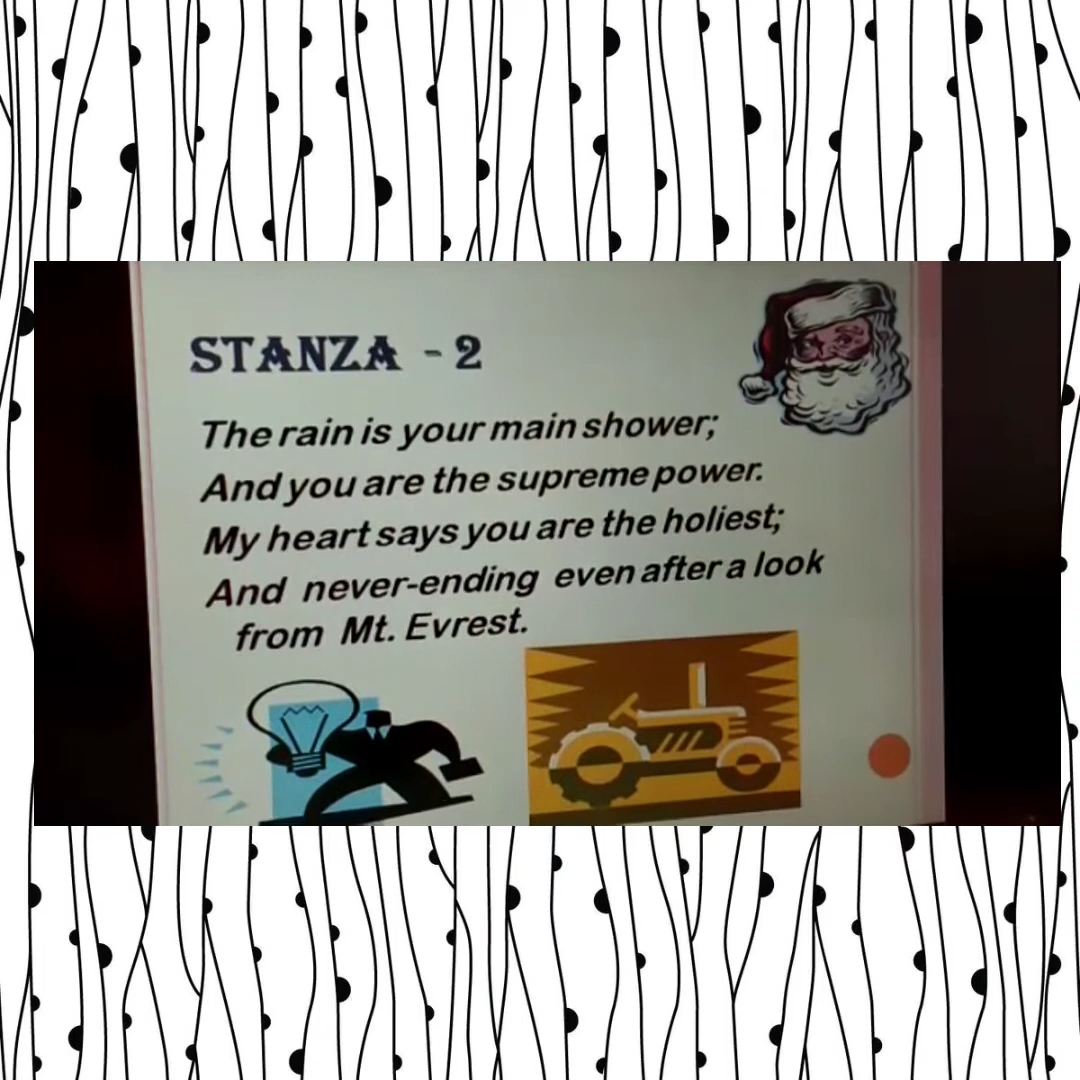 STANZA - 2
The rain is your main shower;
And you are the supreme power.
My heart says you are the holiest;
And never-ending even after a look
from Mt. Evrest.